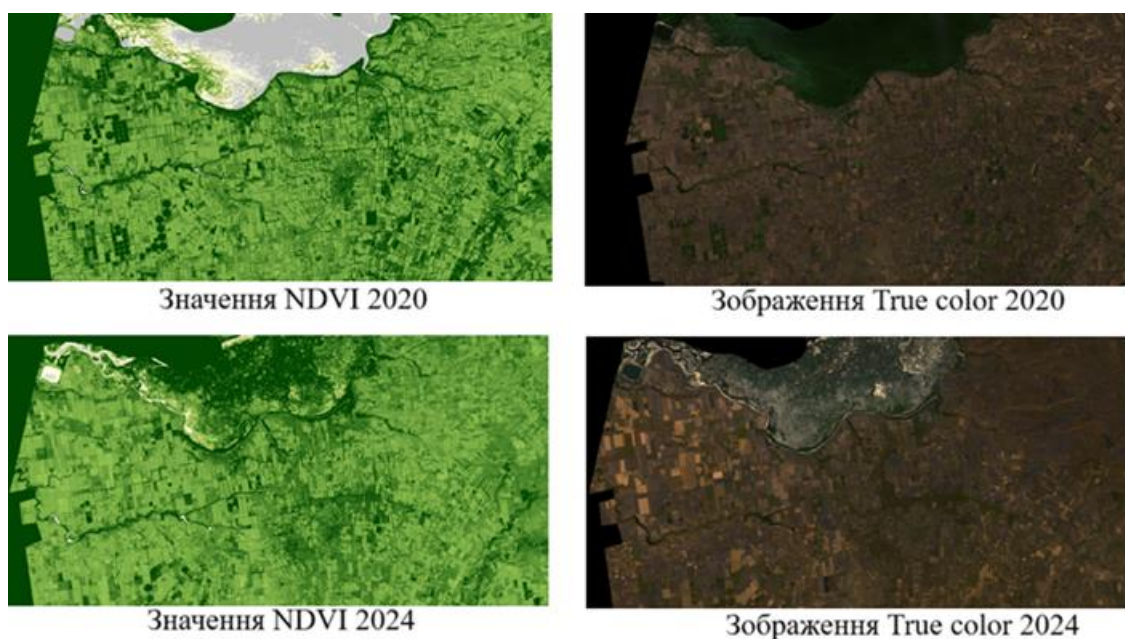 Значення NDVI 2020
Зображення True color 2020
Значення NDVI 2024
Зображення True color 2024